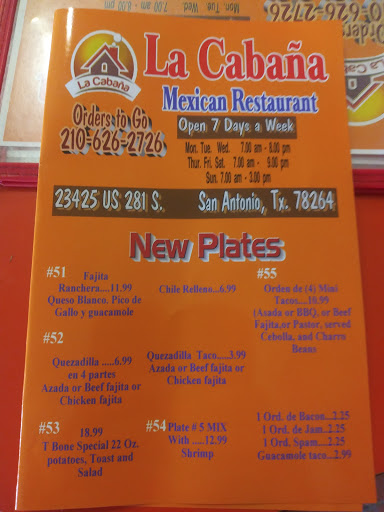 La Cabaña
La Cabaña
Mexican Restaurant
Orders to Go
210-626-2726
Open 7 Days a Week
Mon. Tue. Wed. 7.00 am - 8.00 pm
Thur. Fri. Sat. 7.00 am - 9.00 pm
Sun. 7.00 am - 3.00 pm
23425 US 281 S. San Antonio, Tx. 78264
New Plates
#51
Fajita
Ranchera....11.99
Queso Blanco. Pico de
Gallo y guacamole
Chile Relleno...6.99
#55
Orden de (4) Mini
Tacos....10.99
(Asada or BBQ), or Beef
Fajita,or Pastor, served
Cebolla, and Charro
Beans
#52
Quezadilla .....6.99
en 4 partes
Azada or Beef fajita or
Chicken fajita
Quezadilla Taco.....3.99
Azada or Beef fajita or
Chicken fajita
#53
18.99
T Bone Special 22 Oz.
potatoes, Toast and
Salad
#54
Plate # 5 MIX
With .....12.99
Shrimp
1 Ord. de Bacon...2.25
1 Ord. de Jam...2.25
1 Ord. Spam....2.25
Guacamole taco...2.99
Orders
210-626-2726
Mon. Tue.